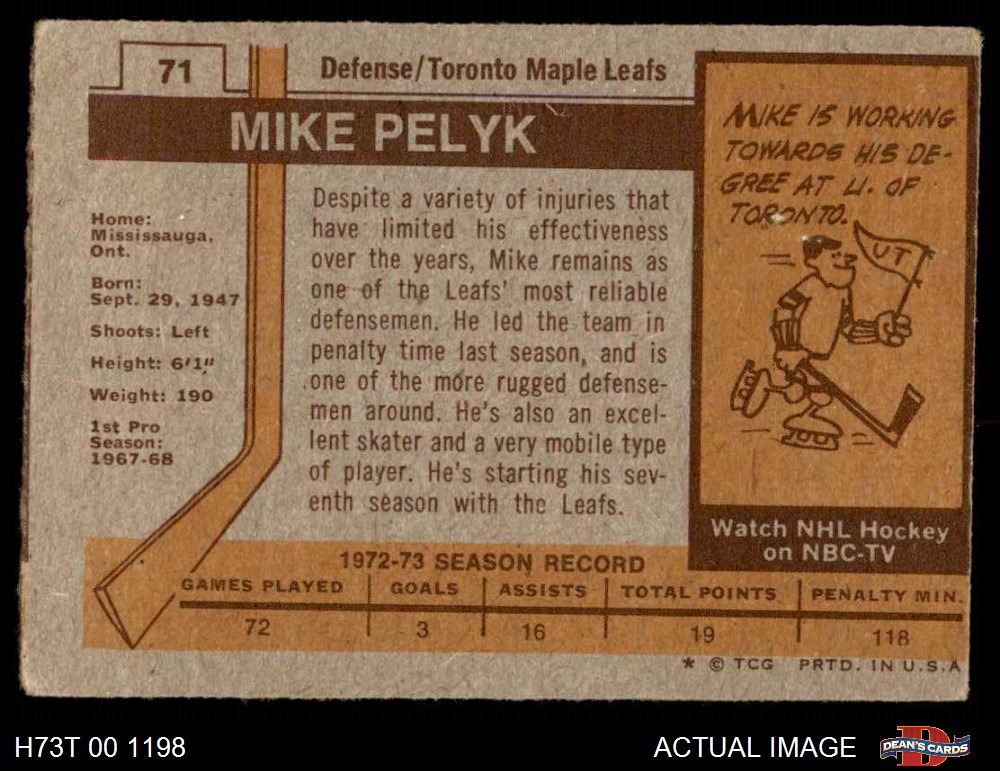 71
Defense/Toronto Maple Leafs
MIKE PELYK
Home:
Mississauga,
Ont.
Born:
Sept. 29, 1947
Shoots: Left
Height: 6'1"
Weight: 190
1st Pro
Season:
1967-68
Despite a variety of injuries that
have limited his effectiveness
over the years, Mike remains as
one of the Leafs' most reliable
defensemen. He led the team in
penalty time last season, and is
one of the more rugged defense-
men around. He's also an excel-
lent skater and a very mobile type
of player. He's starting his sev-
enth season with the Leafs.
MIKE IS WORKING
TOWARDS HIS DE-
GREE AT U. OF
TORONTO.
UT
Watch NHL Hockey
on NBC-TV
1972-73 SEASON RECORD
GAMES PLAYED GOALS ASSISTS TOTAL POINTS PENALTY MIN.
72 3 16 19 118
* © TCG PRTD. IN U.S.A
H73T 00 1198
ACTUAL IMAGE
DEAN'S CARDS